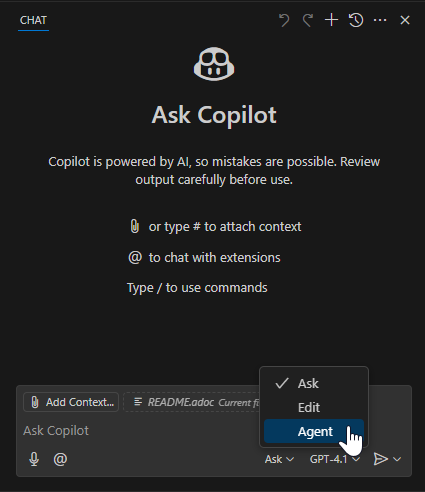 CHAT
Ask Copilot
Copilot is powered by AI, so mistakes are possible. Review
output carefully before use.
or type # to attach context
@ to chat with extensions
Type / to use commands
Ask
Edit
Agent
Add Context...
README.adoc Current fi
Ask Copilot
@
Ask
GPT-4.1